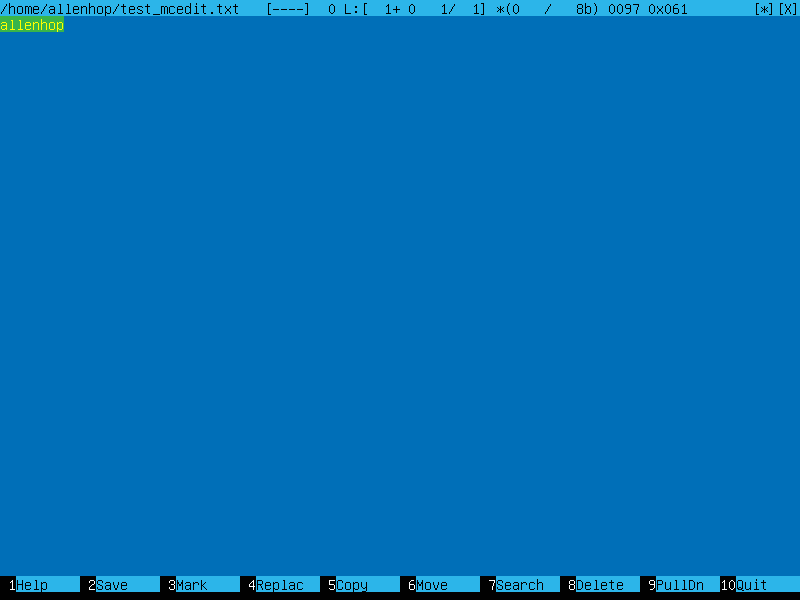 /home/allenhop/test_mcedit.txt [----] 0 L:[ 1+ 0 1/ 1] *(0 / 8b) 0097 0x061 [*][X]
allenhop
1Help 2Save 3Mark 4Replac 5Copy 6Move 7Search 8Delete 9PullDn 10Quit